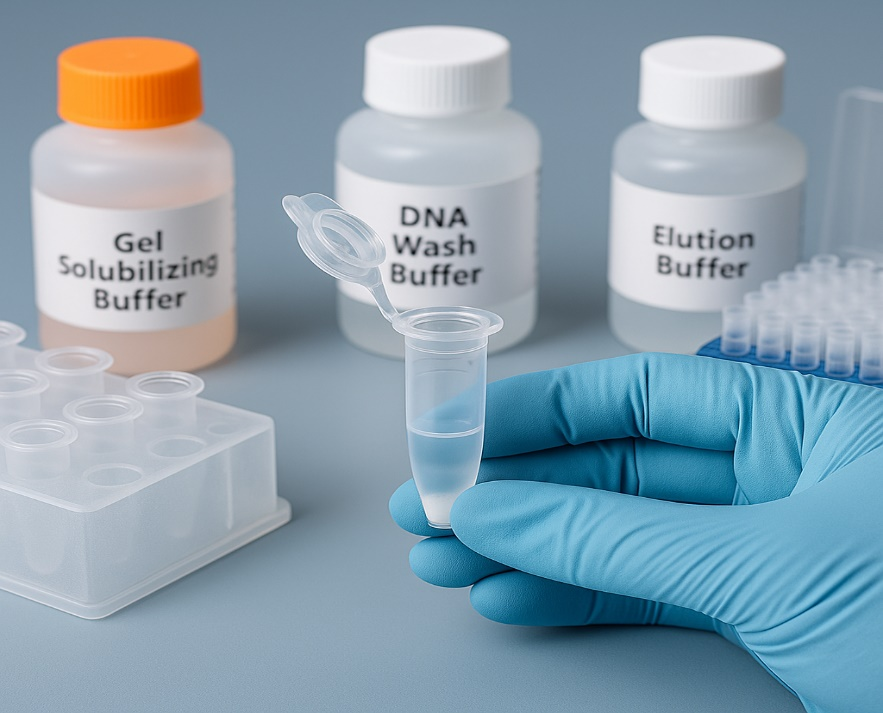 Gel
Solubilizing
Buffer
DNA
Wash
Buffer
Elution
Buffer